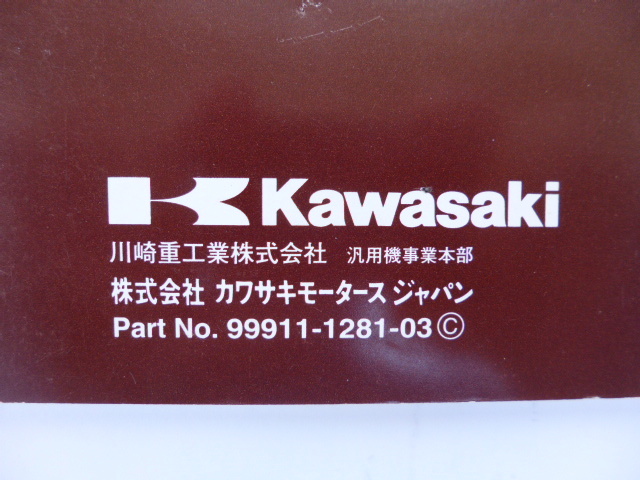 Kawasaki
川崎重工業株式会社 汎用機事業本部
株式会社 カワサキモータース ジャパン
Part No. 99911-1281-03 ©